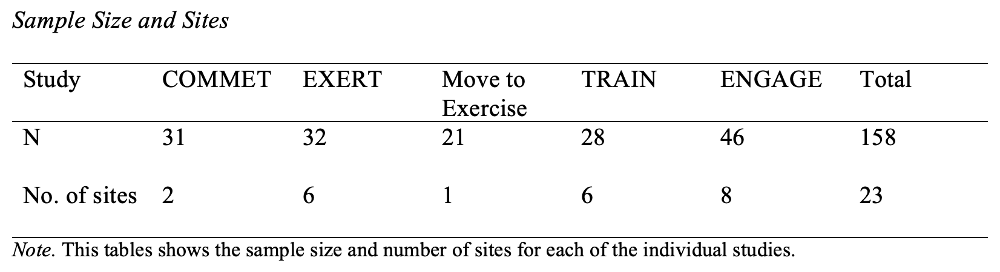 Sample Size and Sites
Study COMMET EXERT Move to Exercise TRAIN ENGAGE Total
N 31 32 21 28 46 158
No. of sites 2 6 1 6 8 23
Note. This tables shows the sample size and number of sites for each of the individual studies.